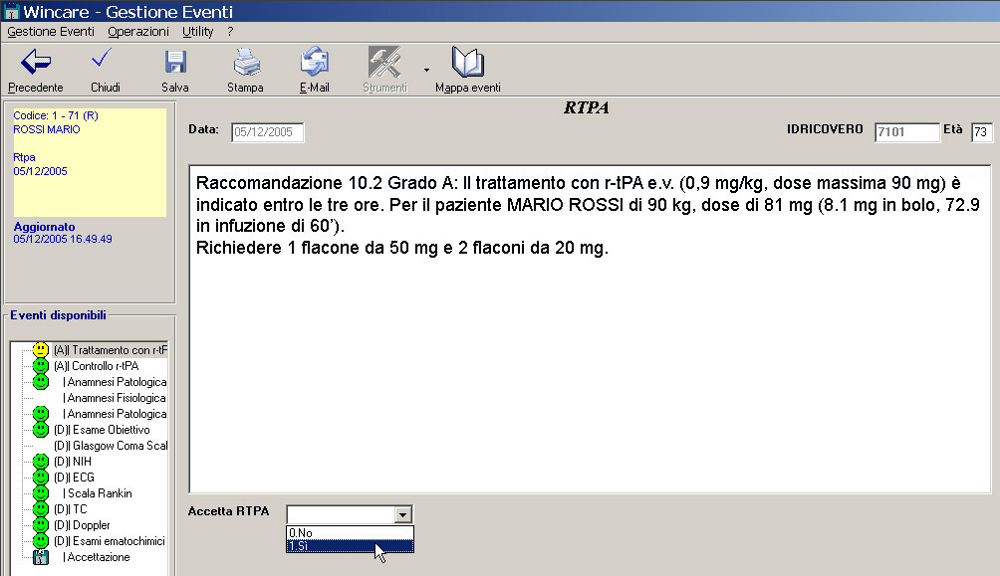 Wincare - Gestione Eventi
Gestione Eventi Operazioni Utility ?
Precedente Chiudi Salva Stampa E-Mail Strumenti Mappa eventi
Codice: 1 - 71 (R)
ROSSI MARIO
Rtpa
05/12/2005
Aggiornato
05/12/2005 16.49.49
Eventi disponibili
(A)| Trattamento con r-tP
(A)| Controllo r-tPA
| Anamnesi Patologica
| Anamnesi Fisiologica
| Anamnesi Patologica
(D)| Esame Obiettivo
(D)| Glasgow Coma Scal
(D)| NIH
(D)| ECG
| Scala Rankin
(D)| TC
(D)| Doppler
(D)| Esami ematochimici
| Accettazione
RTPA
Data: 05/12/2005 IDRICOVERO 7101 Età 73
Raccomandazione 10.2 Grado A: Il trattamento con r-tPA e.v. (0,9 mg/kg, dose massima 90 mg) è
indicato entro le tre ore. Per il paziente MARIO ROSSI di 90 kg, dose di 81 mg (8.1 mg in bolo, 72.9
in infuzione di 60').
Richiedere 1 flacone da 50 mg e 2 flaconi da 20 mg.
Accetta RTPA
0.No
1.Si